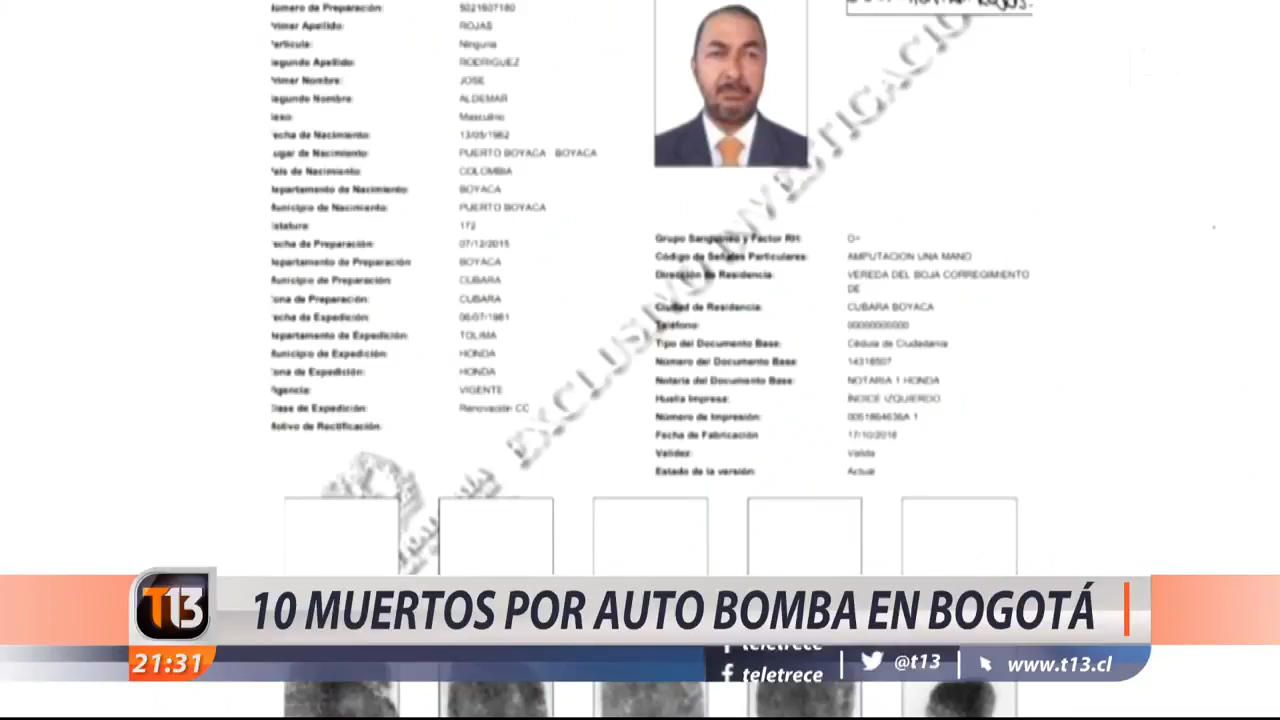 Número de Preparación: 5021607180
Primer Apellido: ROJAS
Partícula: Ninguna
Segundo Apellido: RODRIGUEZ
Primer Nombre: JOSE
Segundo Nombre: ALDEMAR
Sexo: Masculino
Fecha de Nacimiento: 13/05/1962
Lugar de Nacimiento: PUERTO BOYACA BOYACA
País de Nacimiento: COLOMBIA
Departamento de Nacimiento: BOYACA
Municipio de Nacimiento: PUERTO BOYACA
Estatura: 172
Fecha de Preparación: 07/12/2015
Departamento de Preparación: BOYACA
Municipio de Preparación: CUBARA
Zona de Preparación: CUBARA
Fecha de Expedición: 06/07/1981
Departamento de Expedición: TOLIMA
Municipio de Expedición: HONDA
Zona de Expedición: HONDA
Vigencia: VIGENTE
Clase de Expedición: Renovación CC
Motivo de Rectificación:
Grupo Sanguíneo y Factor RH: O+
Código de Señales Particulares: AMPUTACION UNA MANO
Dirección de Residencia: VEREDA DEL BOJA CORREGIMIENTO
DE
Ciudad de Residencia: CUBARA BOYACA
Teléfono: 0000000000
Tipo del Documento Base: Cédula de Ciudadanía
Número del Documento Base: 14318507
Notaría del Documento Base: NOTARIA 1 HONDA
Huella Impresa: ÍNDICE IZQUIERDO
Número de Impresión: 0051864636A 1
Fecha de Fabricación 17/10/2016
Validez: Valida
Estado de la versión: Actual
EXCLUSIVO INVESTIGACIO
T13
10 MUERTOS POR AUTO BOMBA EN BOGOTÁ
21:31
teletrece
teletrece
@t13
www.t13.cl